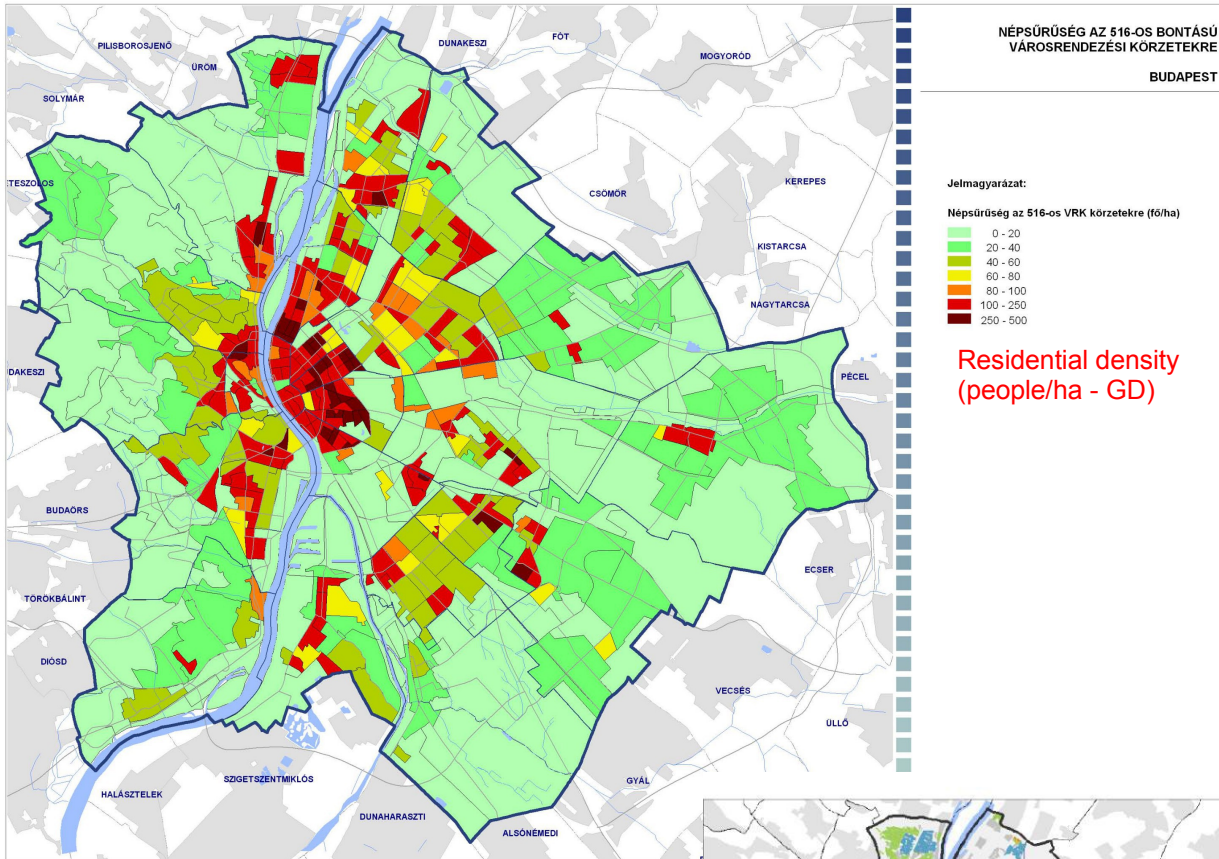 NÉPSŰRŰSÉG AZ 516-OS BONTÁSÚ
VÁROSRENDEZÉSI KÖRZETEKRE
BUDAPEST
Jelmagyarázat:
Népsűrűség az 516-os VRK körzetekre (fő/ha)
0 - 20
20 - 40
40 - 60
60 - 80
80 - 100
100 - 250
250 - 500
Residential density
(people/ha - GD)
PILISBOROSJENŐ
ÜRÖM
SOLYMÁR
DUNAKESZI
FÓT
MOGYORÓD
CSÖMÖR
KEREPES
KISTARCSA
NAGYTARCSA
PÉCEL
ETESZOLOS
DAKESZI
BUDAÖRS
TÖRÖKBÁLINT
DIÓSD
ECSER
VECSÉS
ÜLLŐ
GYÁL
SZIGETSZENTMIKLÓS
HALÁSZTELEK
DUNAHARASZTI
ALSÓNÉMEDI